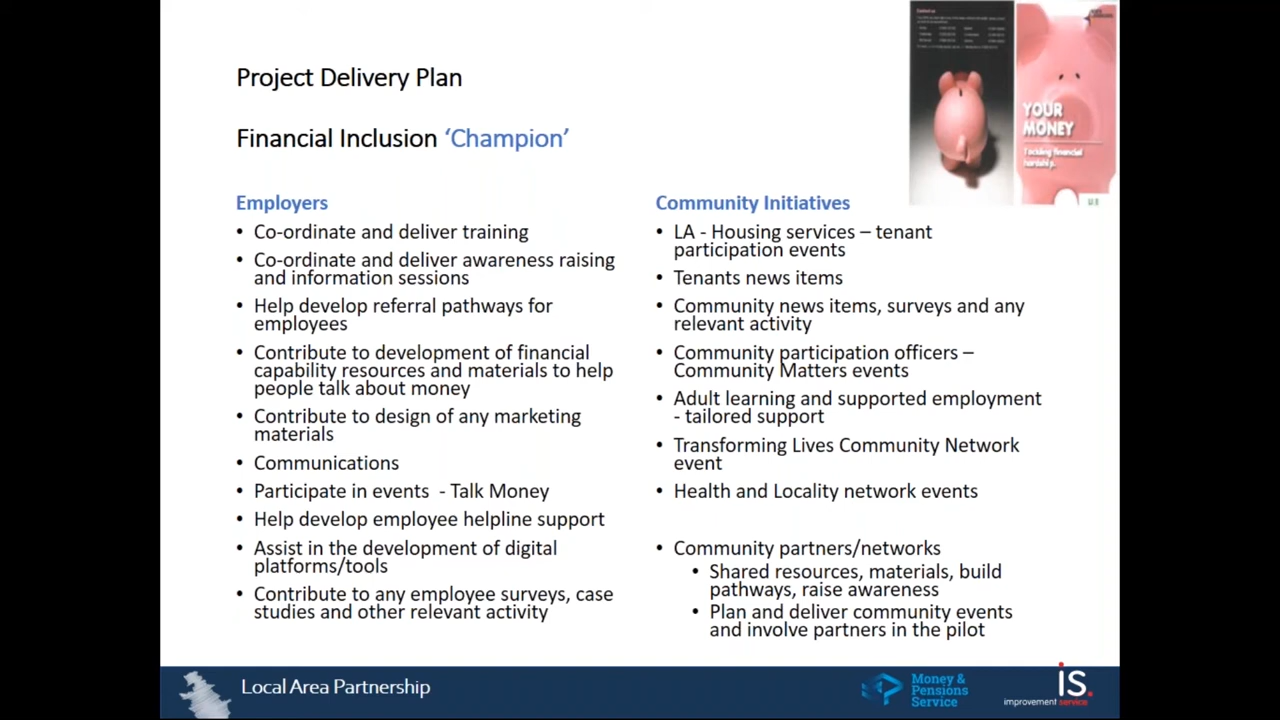 Project Delivery Plan
Financial Inclusion ‘Champion’
Employers
• Co-ordinate and deliver training
• Co-ordinate and deliver awareness raising
and information sessions
• Help develop referral pathways for
employees
• Contribute to development of financial
capability resources and materials to help
people talk about money
• Contribute to design of any marketing
materials
• Communications
• Participate in events - Talk Money
• Help develop employee helpline support
• Assist in the development of digital
platforms/tools
• Contribute to any employee surveys, case
studies and other relevant activity
Community Initiatives
• LA - Housing services – tenant
participation events
• Tenants news items
• Community news items, surveys and any
relevant activity
• Community participation officers –
Community Matters events
• Adult learning and supported employment
- tailored support
• Transforming Lives Community Network
event
• Health and Locality network events
• Community partners/networks
• Shared resources, materials, build
pathways, raise awareness
• Plan and deliver community events
and involve partners in the pilot
YOUR
MONEY
Tackling financial
hardship.
Local Area Partnership
Money &
Pensions
Service
is.
improvement service